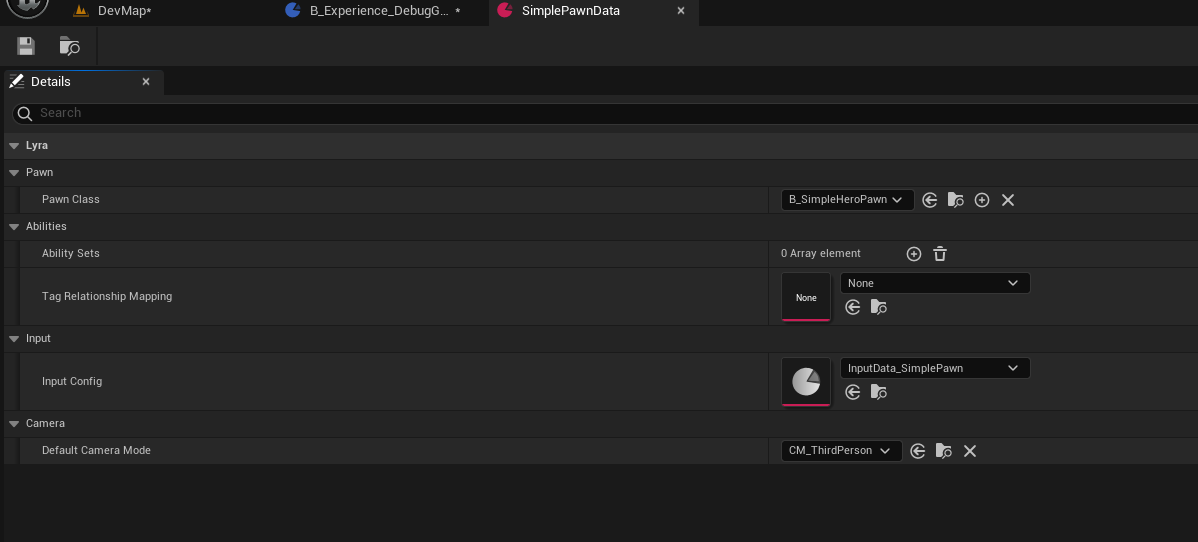 DevMap*
B_Experience_DebugG... *
SimplePawnData
Details
Search
Lyra
Pawn
Pawn Class
B_SimpleHeroPawn
Abilities
Ability Sets
0 Array element
Tag Relationship Mapping
None
None
Input
Input Config
InputData_SimplePawn
Camera
Default Camera Mode
CM_ThirdPerson